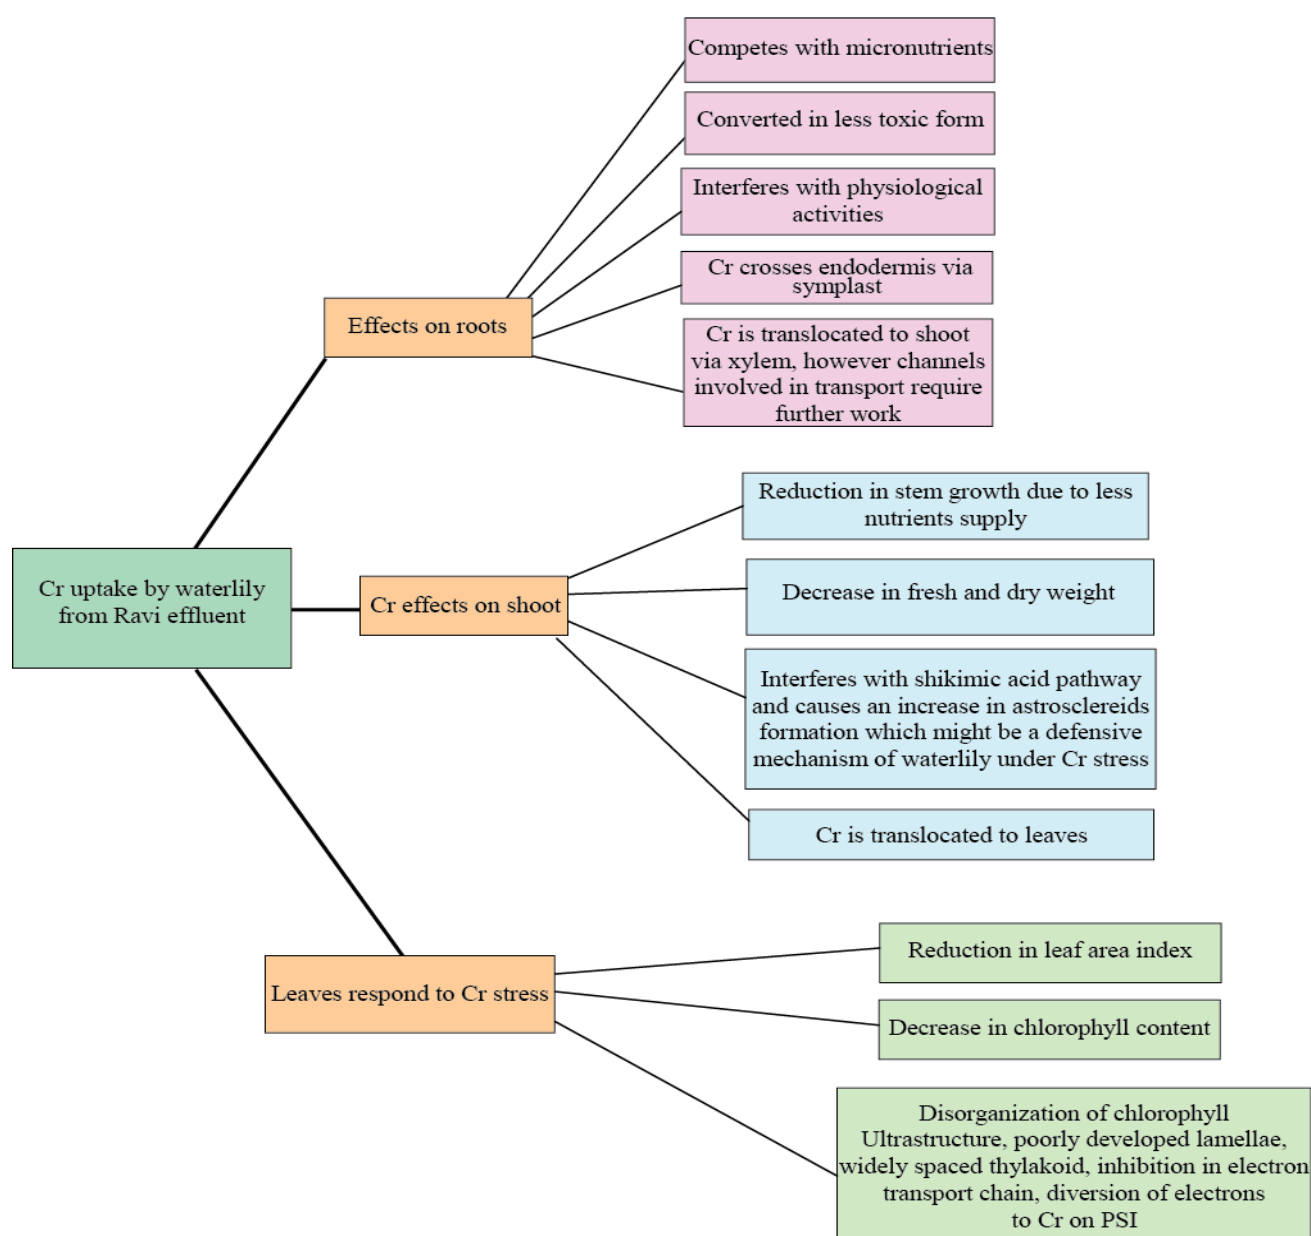 Cr uptake by waterlily
from Ravi effluent
Effects on roots
Competes with micronutrients
Converted in less toxic form
Interferes with physiological
activities
Cr crosses endodermis via
symplast
Cr is translocated to shoot
via xylem, however channels
involved in transport require
further work
Cr effects on shoot
Reduction in stem growth due to less
nutrients supply
Decrease in fresh and dry weight
Interferes with shikimic acid pathway
and causes an increase in astrosclereids
formation which might be a defensive
mechanism of waterlily under Cr stress
Cr is translocated to leaves
Leaves respond to Cr stress
Reduction in leaf area index
Decrease in chlorophyll content
Disorganization of chlorophyll
Ultrastructure, poorly developed lamellae,
widely spaced thylakoid, inhibition in electron
transport chain, diversion of electrons
to Cr on PSI